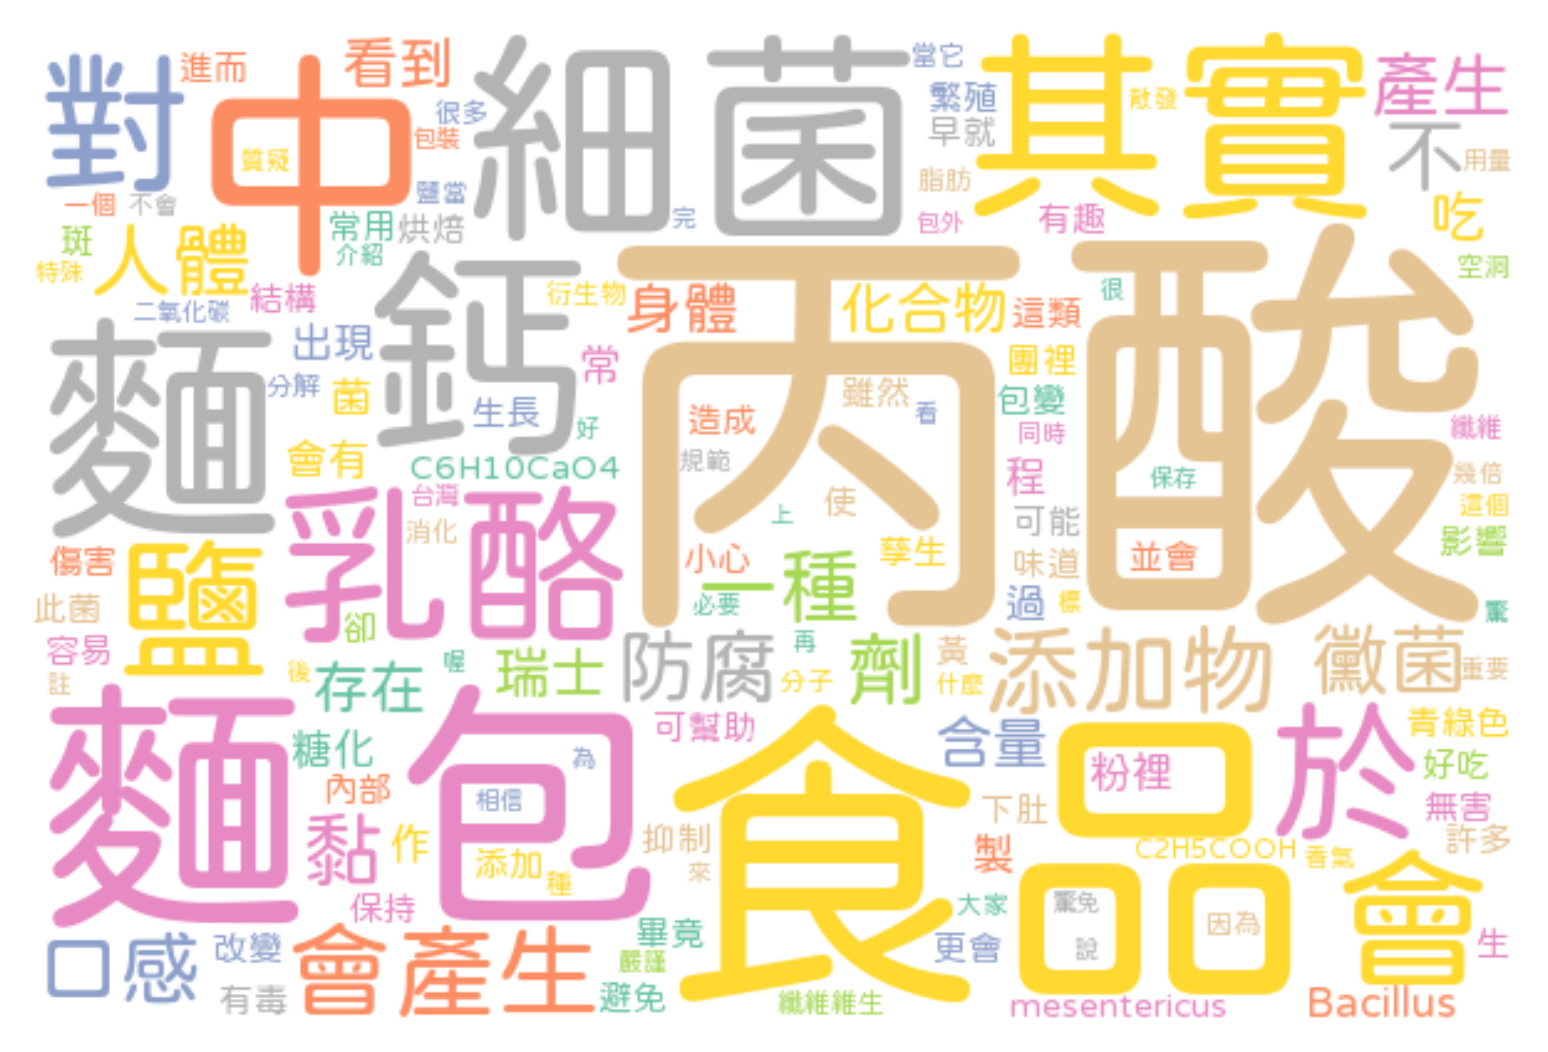 對
進而
中
看到
細菌
當它
其實
產生
很多
包裝
繁殖
散發
質疑
早就
不
用量
一個
不會
鹽當
脂肪
吃
常用
烘焙
完
包外
有趣
斑
人體
介紹
特殊
空洞
二氧化碳
結構
鈣
衍生物
身體
丙酸
化合物
這類
很
麵
出現
常
團裡
分解
菌
生長
好
造成
雖然
看
包變
同時
纖維
會有
C6H10CaO4
規範
程
保存
幾倍
乳酪
台灣
消化
使
上
可能
這個
影響
傷害
鹽
小心
一種
孳生
味道
並會
此菌
必要
過
標
驚
卻
容易
註
後
存在
喔
瑞士
防腐
再
分子
劑
黃
什麼
添加物
黴菌
重要
麵包
糖化
可幫助
食品
含量
於
青綠色
為
粉裡
好吃
內部
相信
下肚
無害
黏
作
添加
種
抑制
來
製
C2H5COOH
香氣
許多
保持
大家
驚免
因為
會
口感
改變
會產生
畢竟
嚴謹
更會
說
生
有毒
避免
纖維維生
mesentericus
Bacillus